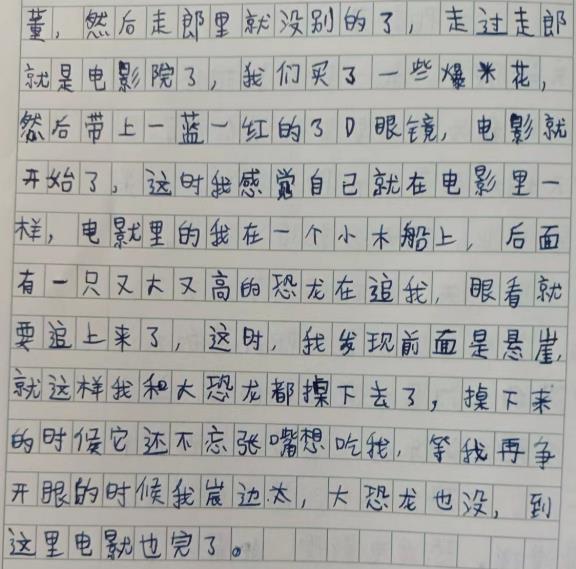 董，然后走郎里就没别的了，走过走郎
就是电影院了，我们买了一些爆米花，
然后带上一蓝一红的3D眼镜，电影就
开始了，这时我感觉自己就在电影里一
样，电影里的我在一个小木船上，后面
有一只又大又高的恐龙在追我，眼看就
要追上来了，这时，我发现前面是悬崖，
就这样我和大恐龙都掉下去了，掉下来
的时候它还不忘张嘴想吃我，等我再争
开眼的时候我岸边太，大恐龙也没，到
这里电影也完了。